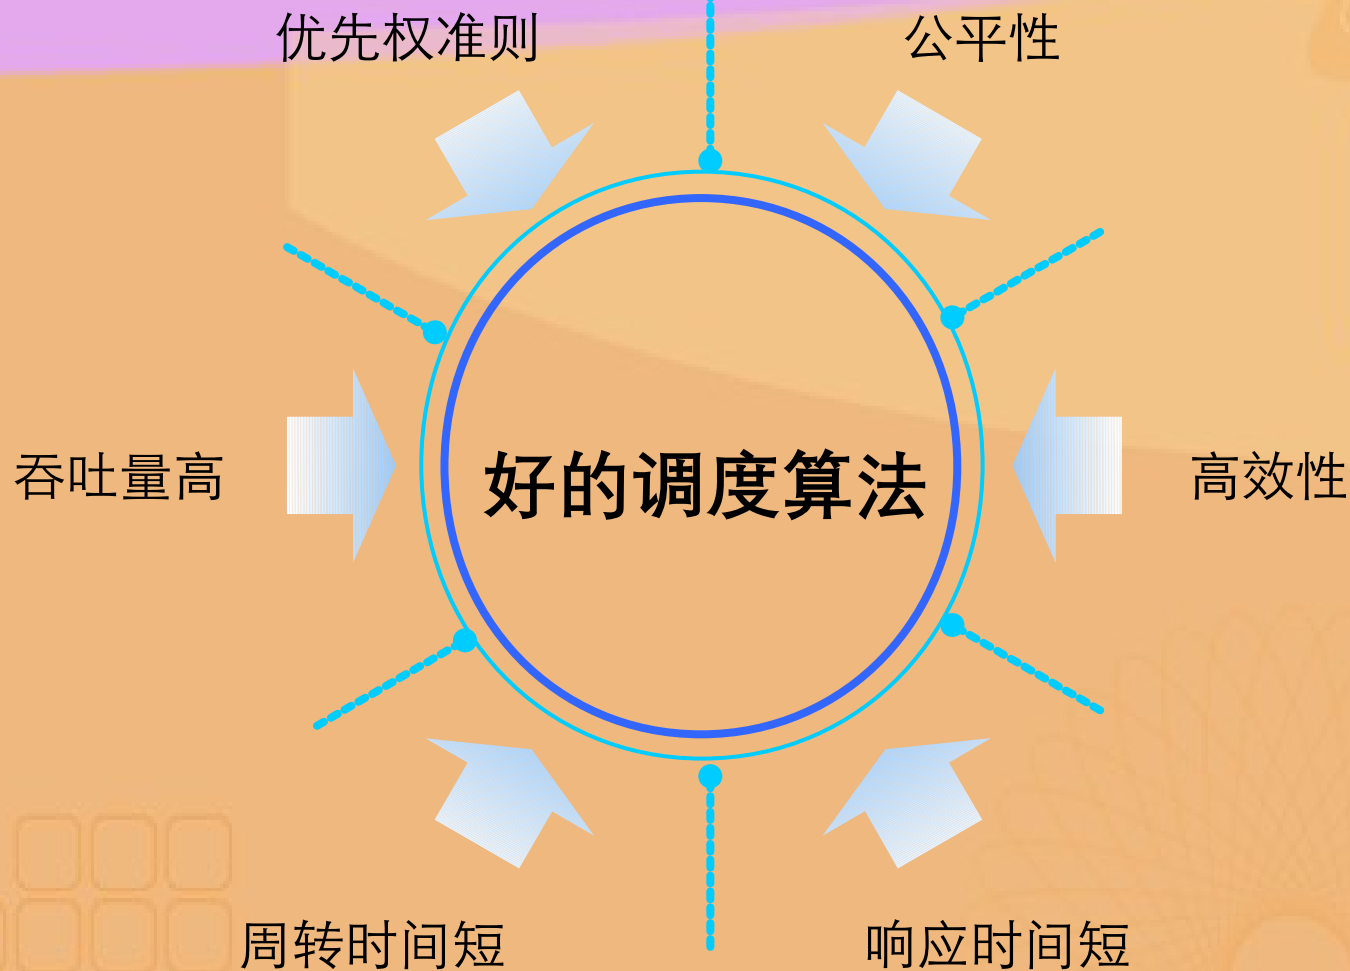 优先权准则
公平性
吞吐量高
好的调度算法
高效性
周转时间短
响应时间短